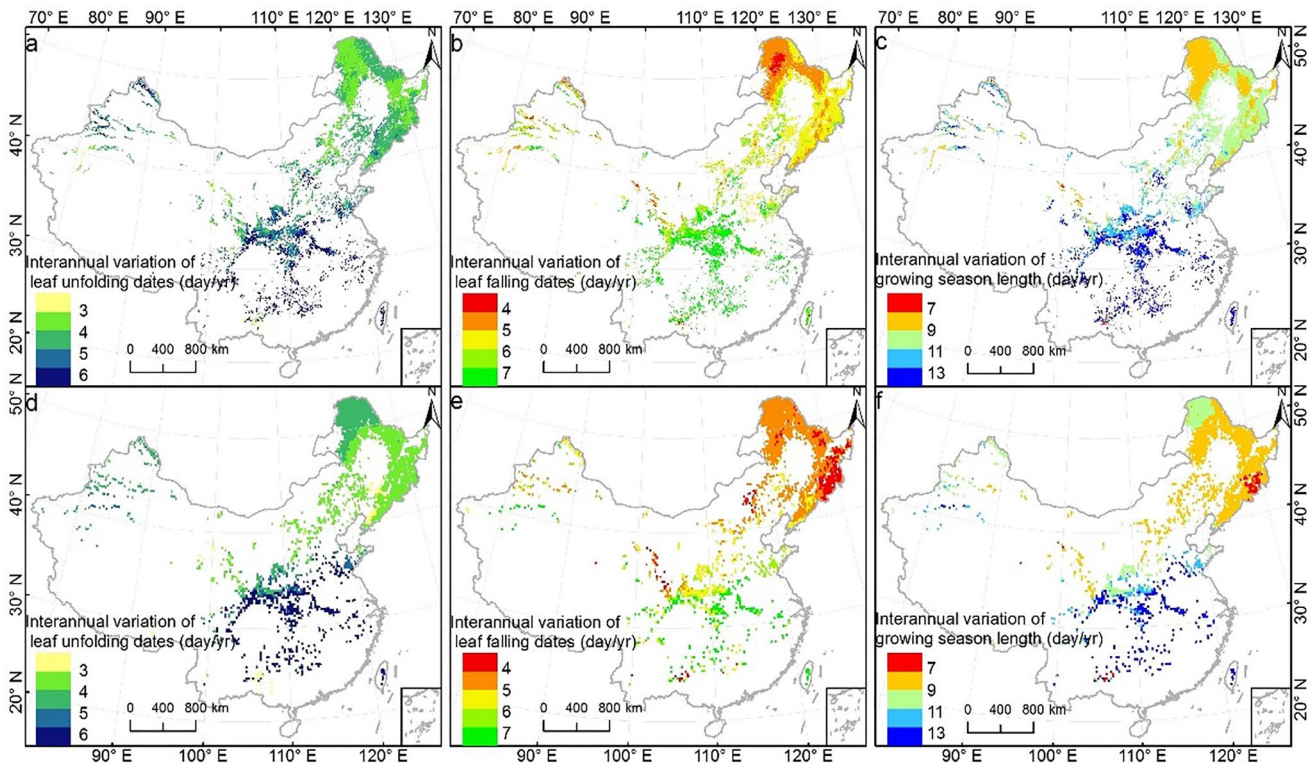 70° E 80° E 90° E 110° E 120° E 130° E 70° E 80° E 90° E 110° E 120° E 130° E 70° E 80° E 90° E 110° E 120° E 130° E
a N b N c N
50° N
40° N 40° N
30° N 30° N
20° N 20° N
Interannual variation of
leaf unfolding dates (day/yr)
3
4
5
6
0 400 800 km
Interannual variation of
leaf falling dates (day/yr)
4
5
6
7
0 400 800 km
Interannual variation of
growing season length (day/yr)
7
9
11
13
0 400 800 km
d N e N f N
50° N 50° N
40° N 40° N
30° N 30° N
20° N 20° N
Interannual variation of
leaf unfolding dates (day/yr)
3
4
5
6
0 400 800 km
Interannual variation of
leaf falling dates (day/yr)
4
5
6
7
0 400 800 km
Interannual variation of
growing season length (day/yr)
7
9
11
13
0 400 800 km
90° E 100° E 110° E 120° E 90° E 100° E 110° E 120° E 90° E 100° E 110° E 120° E